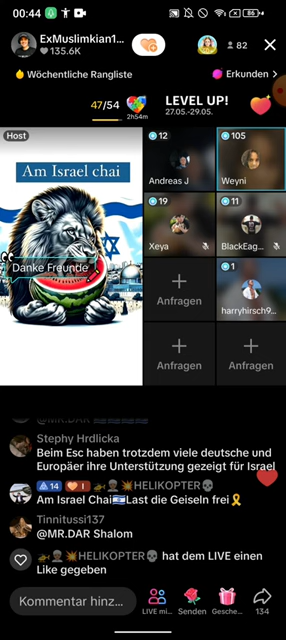 00:44
86
ExMuslimkian1...
135.6K
82
Wöchentliche Rangliste
Erkunden >
47/54
2h54m
LEVEL UP!
27.05.-29.05.
Host
Am Israel chai
Danke Freunde
12
Andreas J
105
Weyni
19
Xeya
11
BlackEag...
Anfragen
1
harryhirsch9...
Anfragen
Anfragen
@MR.DAR
Stephy Hrdlicka
Beim Esc haben trotzdem viele deutsche und
Europäer ihre Unterstützung gezeigt für Israel
14 1 HELIKOPTER
Am Israel Chai🇮🇱Last die Geiseln frei🎗
Tinnitussi137
@MR.DAR Shalom
HELIKOPTER hat dem LIVE einen
Like gegeben
Kommentar hinz...
LIVE mi...
Senden
Gesche...
134